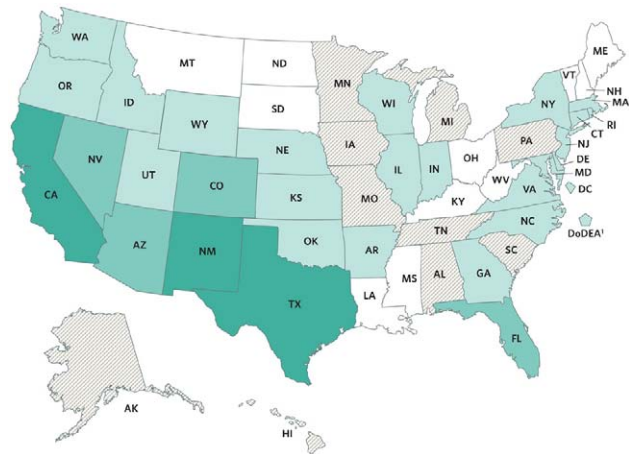 WA
ME
MT
ND
VT
MN
OR
NH
ID
SD
WI
NY
MA
MI
WY
RI
CT
IA
PA
NJ
NE
NV
OH
DE
IL
IN
UT
MD
CO
WV
VA
DC
CA
KS
MO
KY
NC
DoDEA¹
TN
OK
AZ
NM
AR
SC
MS
AL
GA
TX
LA
FL
AK
HI